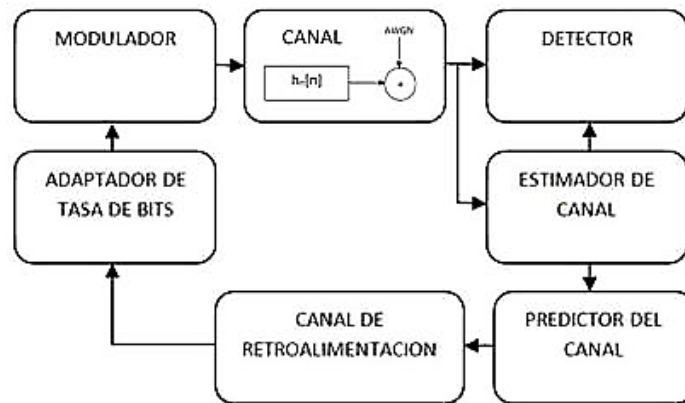 MODULADOR
CANAL
AWGN
DETECTOR
ADAPTADOR DE
TASA DE BITS
ESTIMADOR DE
CANAL
CANAL DE
RETROALIMENTACION
PREDICTOR DEL
CANAL